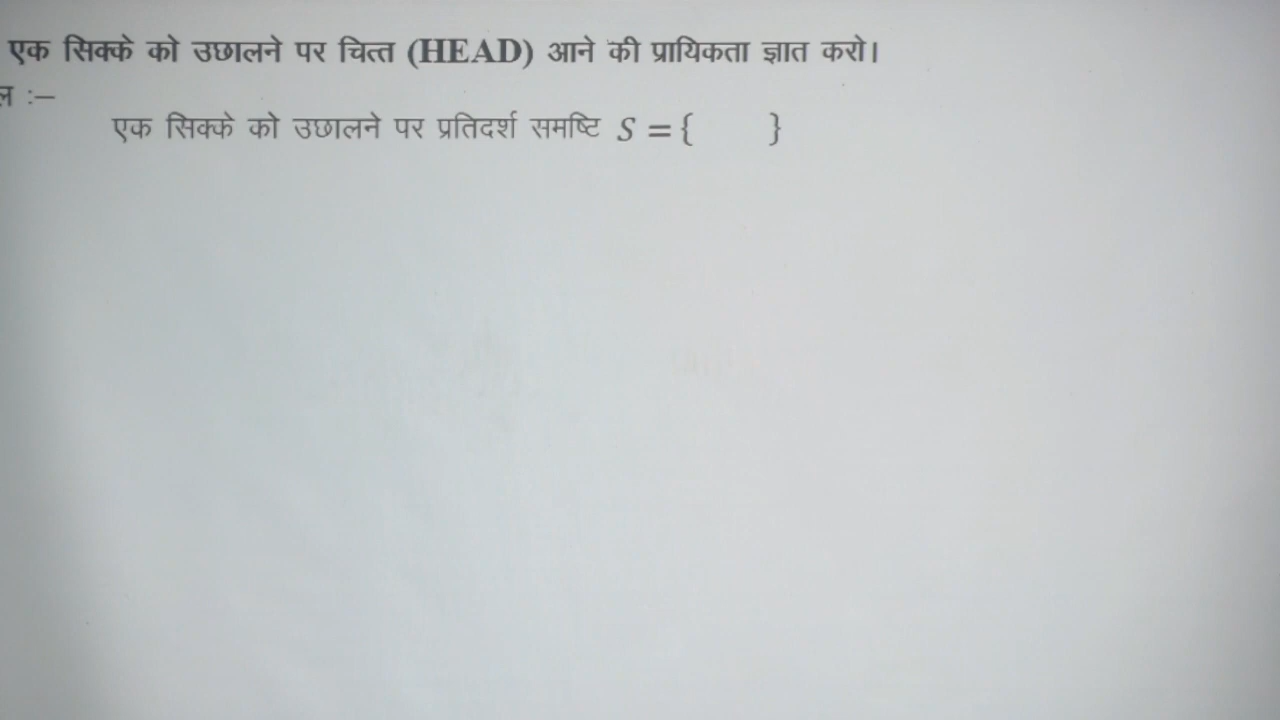 एक सिक्के को उछालने पर चित्त (HEAD) आने की प्रायिकता ज्ञात करो।
ल :–
एक सिक्के को उछालने पर प्रतिदर्श समष्टि S = {      }